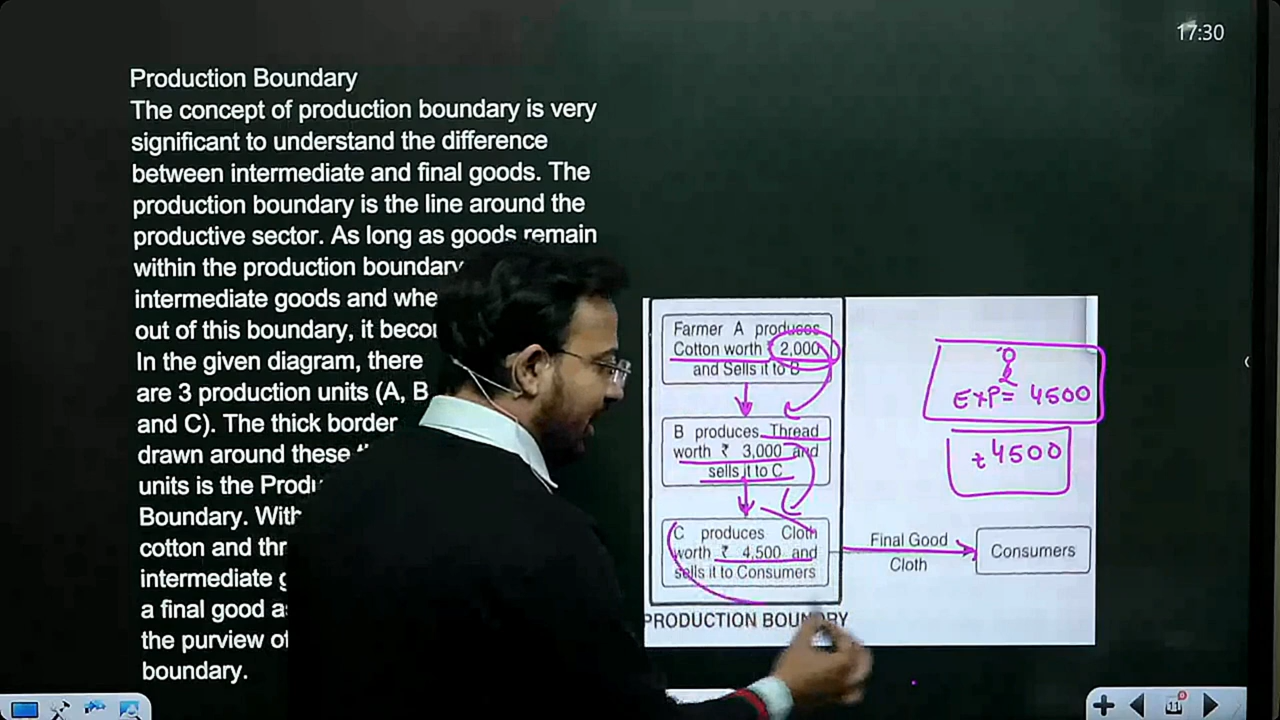 17:30
Production Boundary
The concept of production boundary is very
significant to understand the difference
between intermediate and final goods. The
production boundary is the line around the
productive sector. As long as goods remain
within the production boundary
intermediate goods and whe
out of this boundary, it beco
In the given diagram, there
are 3 production units (A, B
and C). The thick border
drawn around these
units is the Produ
Boundary. With
cotton and thr
intermediate g
a final good a
the purview of
boundary.
Farmer A produces
Cotton worth ₹ 2,000
and Sells it to B
B produces Thread
worth ₹ 3,000 and
sells it to C
C produces Cloth
worth ₹ 4,500 and
sells it to Consumers
PRODUCTION BOUNDRY
Final Good
Cloth
Consumers
EXP= 4500
4500
11